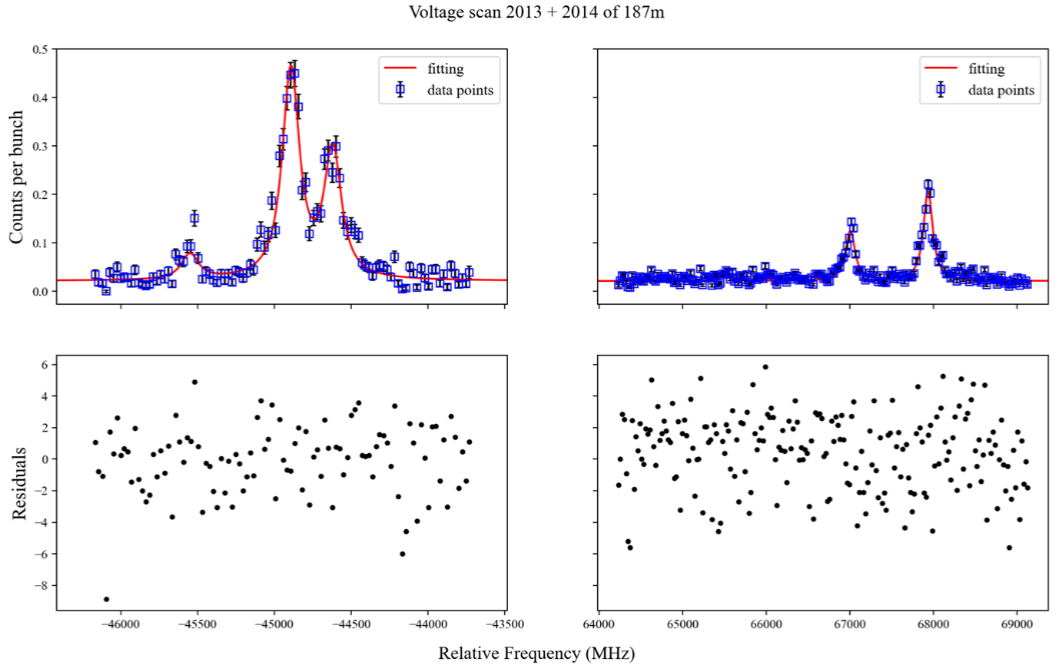 Voltage scan 2013 + 2014 of 187m
Counts per bunch
0.5
0.4
0.3
0.2
0.1
0.0
fitting
data points
fitting
data points
Residuals
6
4
2
0
−2
−4
−6
−8
−46000 −45500 −45000 −44500 −44000 −43500
64000 65000 66000 67000 68000 69000
Relative Frequency (MHz)